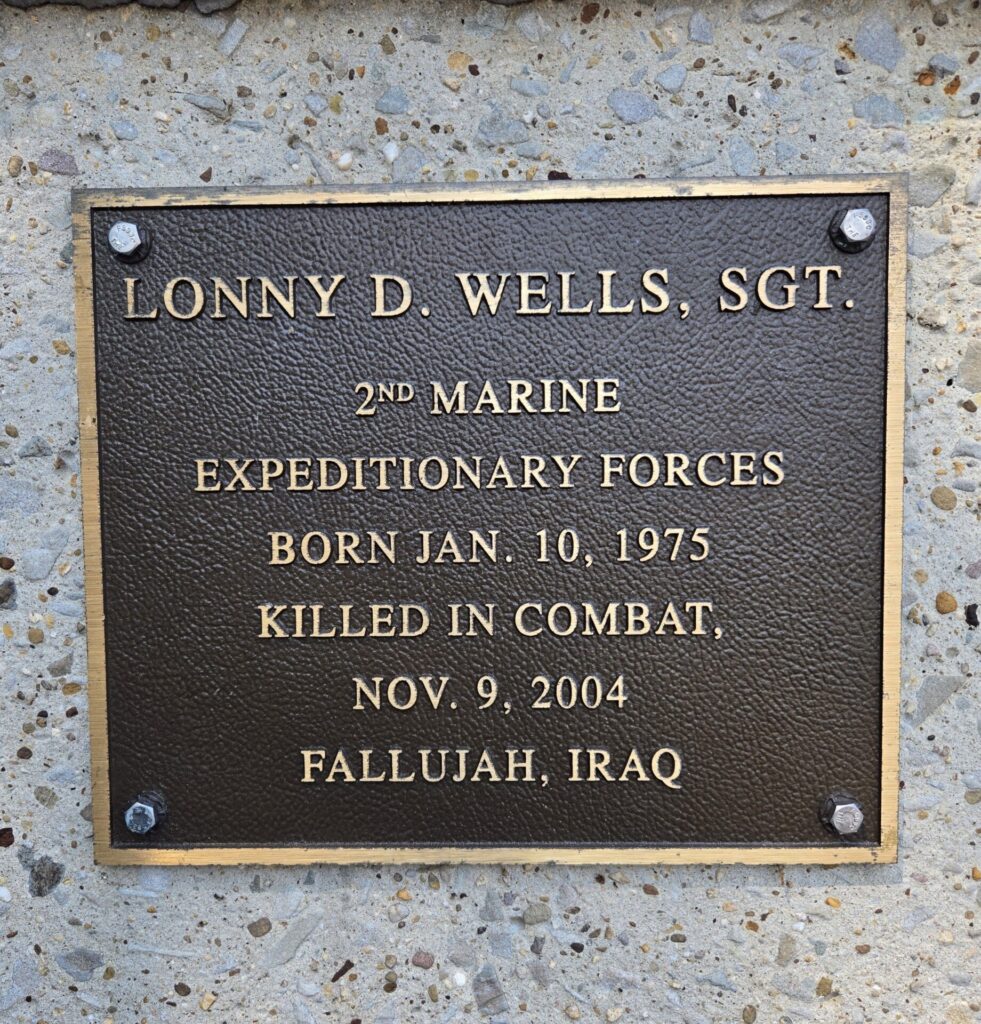 LONNY D. WELLS, SGT.
2ND MARINE
EXPEDITIONARY FORCES
BORN JAN. 10, 1975
KILLED IN COMBAT,
NOV. 9, 2004
FALLUJAH, IRAQ